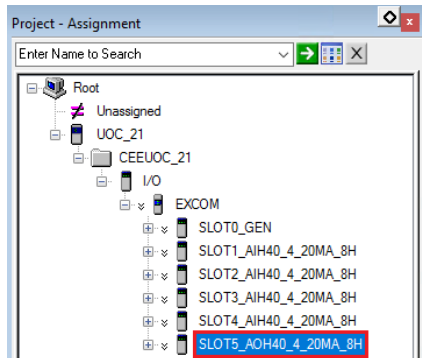 Project - Assignment
Enter Name to Search
Root
Unassigned
UOC_21
CEEUOC_21
I/O
EXCOM
SLOT0_GEN
SLOT1_AIH40_4_20MA_8H
SLOT2_AIH40_4_20MA_8H
SLOT3_AIH40_4_20MA_8H
SLOT4_AIH40_4_20MA_8H
SLOT5_AOH40_4_20MA_8H